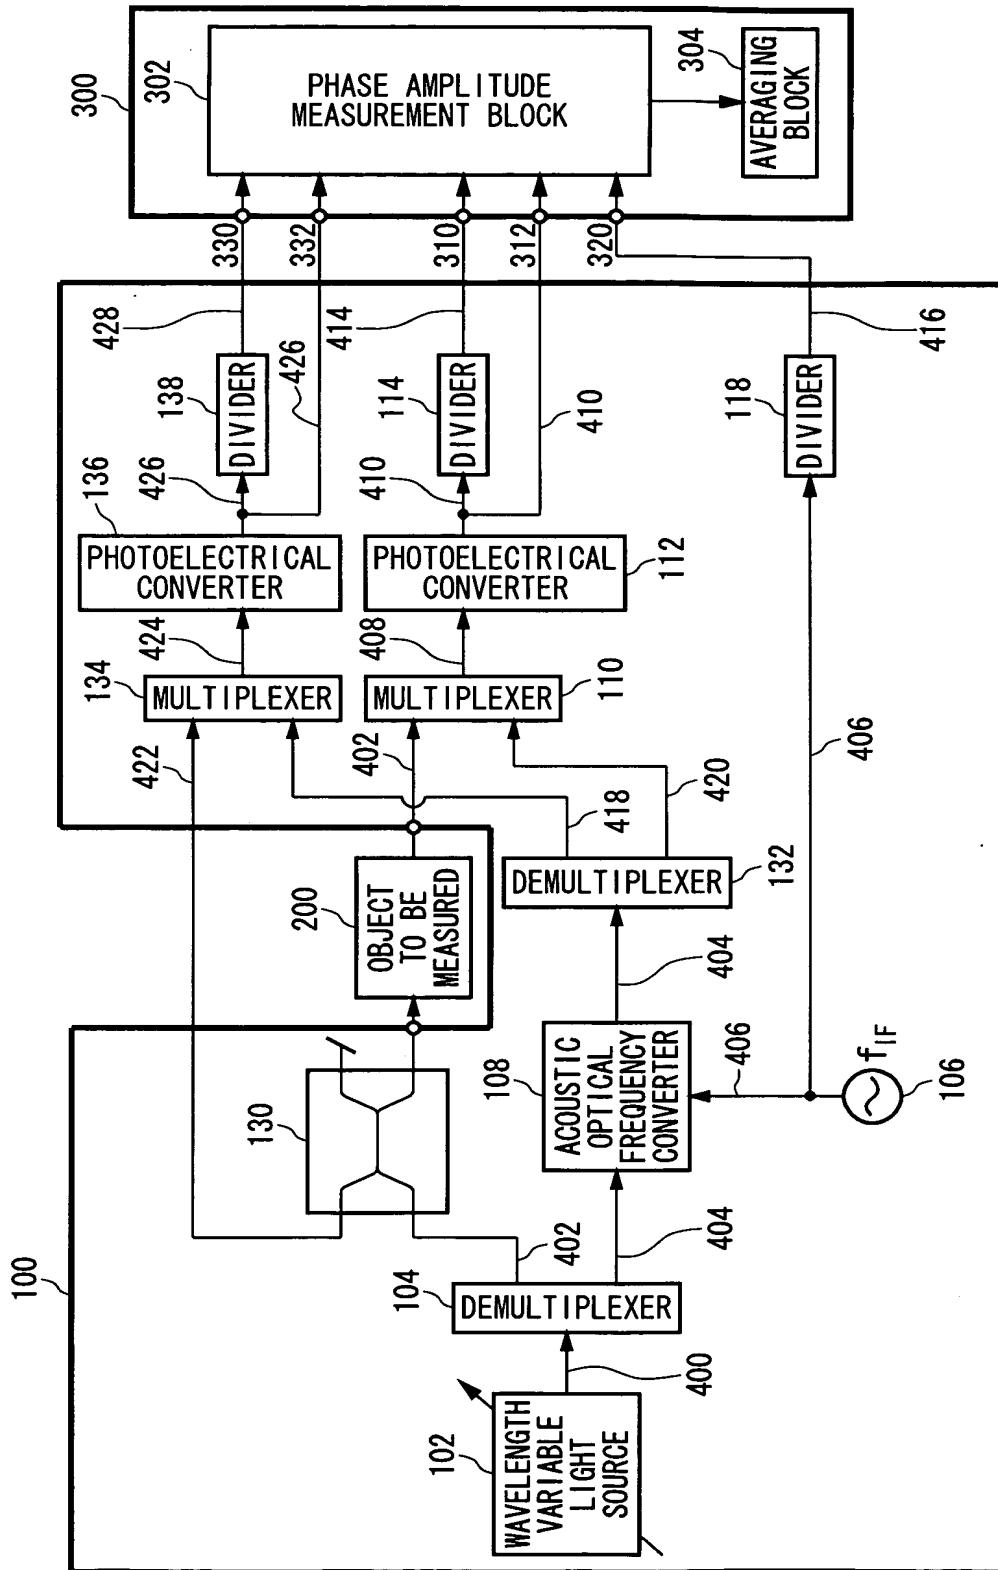 100
102
WAVELENGTH
VARIABLE
LIGHT
SOURCE
400
104
DEMULTIPLEXER
402
404
130
422
200
OBJECT
TO BE
MEASURED
108
ACOUSTIC
OPTICAL
FREQUENCY
CONVERTER
406
fIF
106
404
DEMULTIPLEXER
132
418
420
402
406
134
MULTIPLEXER
424
MULTIPLEXER
110
408
136
PHOTOELECTRICAL
CONVERTER
426
PHOTOELECTRICAL
CONVERTER
112
410
138
DIVIDER
428
426
114
DIVIDER
414
410
118
DIVIDER
416
300
330
332
310
312
320
302
PHASE AMPLITUDE
MEASUREMENT BLOCK
304
AVERAGING
BLOCK